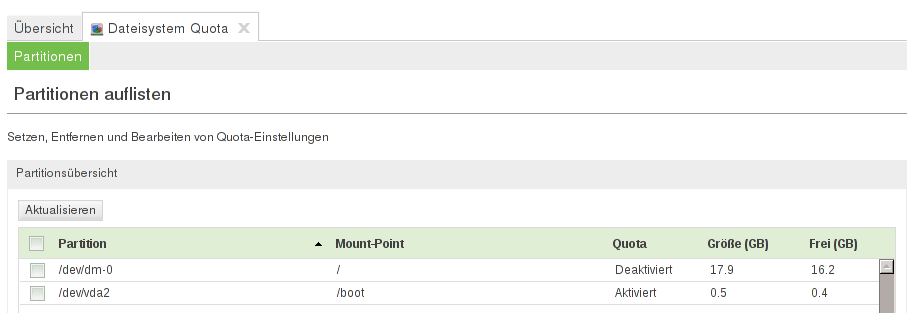 Übersicht Dateisystem Quota
Partitionen
Partitionen auflisten
Setzen, Entfernen und Bearbeiten von Quota-Einstellungen
Partitionsübersicht
Aktualisieren
Partition Mount-Point Quota Größe (GB) Frei (GB)
/dev/dm-0 / Deaktiviert 17.9 16.2
/dev/vda2 /boot Aktiviert 0.5 0.4